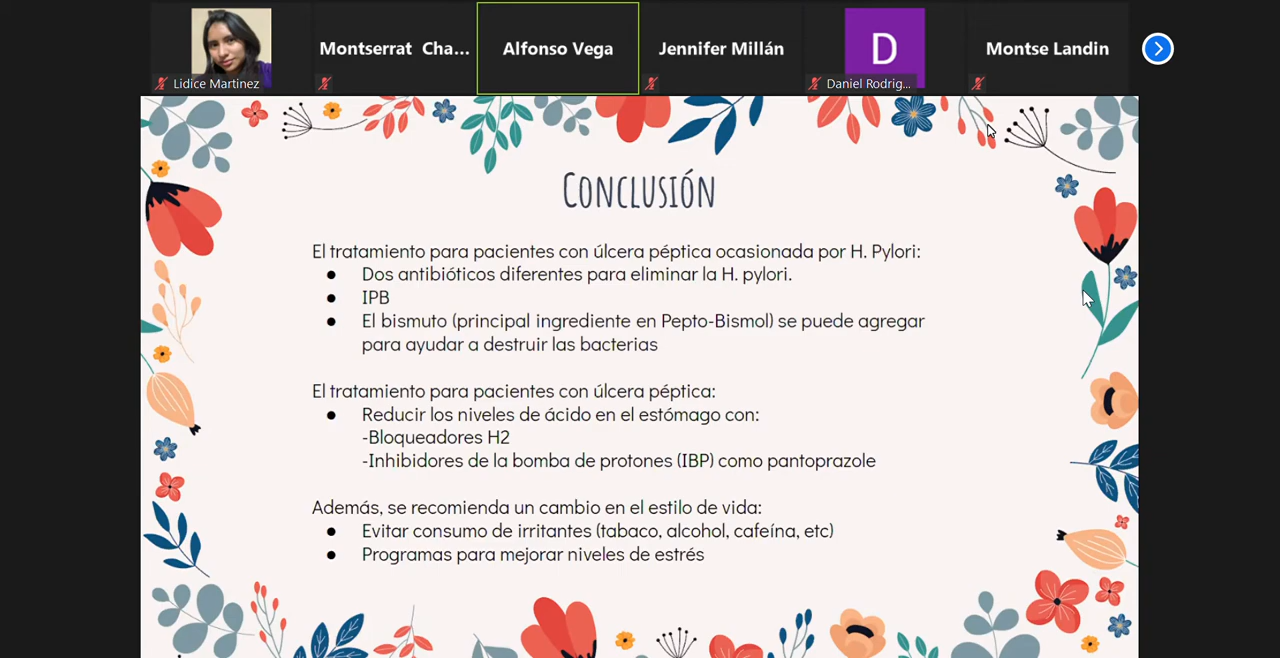 Montserrat Cha...
Alfonso Vega
Jennifer Millán
D
Montse Landin
Lidice Martinez
Daniel Rodrig...
CONCLUSIÓN
El tratamiento para pacientes con úlcera péptica ocasionada por H. Pylori:
● Dos antibióticos diferentes para eliminar la H. pylori.
● IPB
● El bismuto (principal ingrediente en Pepto-Bismol) se puede agregar
para ayudar a destruir las bacterias
El tratamiento para pacientes con úlcera péptica:
● Reducir los niveles de ácido en el estómago con:
-Bloqueadores H2
-Inhibidores de la bomba de protones (IBP) como pantoprazole
Además, se recomienda un cambio en el estilo de vida:
● Evitar consumo de irritantes (tabaco, alcohol, cafeína, etc)
● Programas para mejorar niveles de estrés